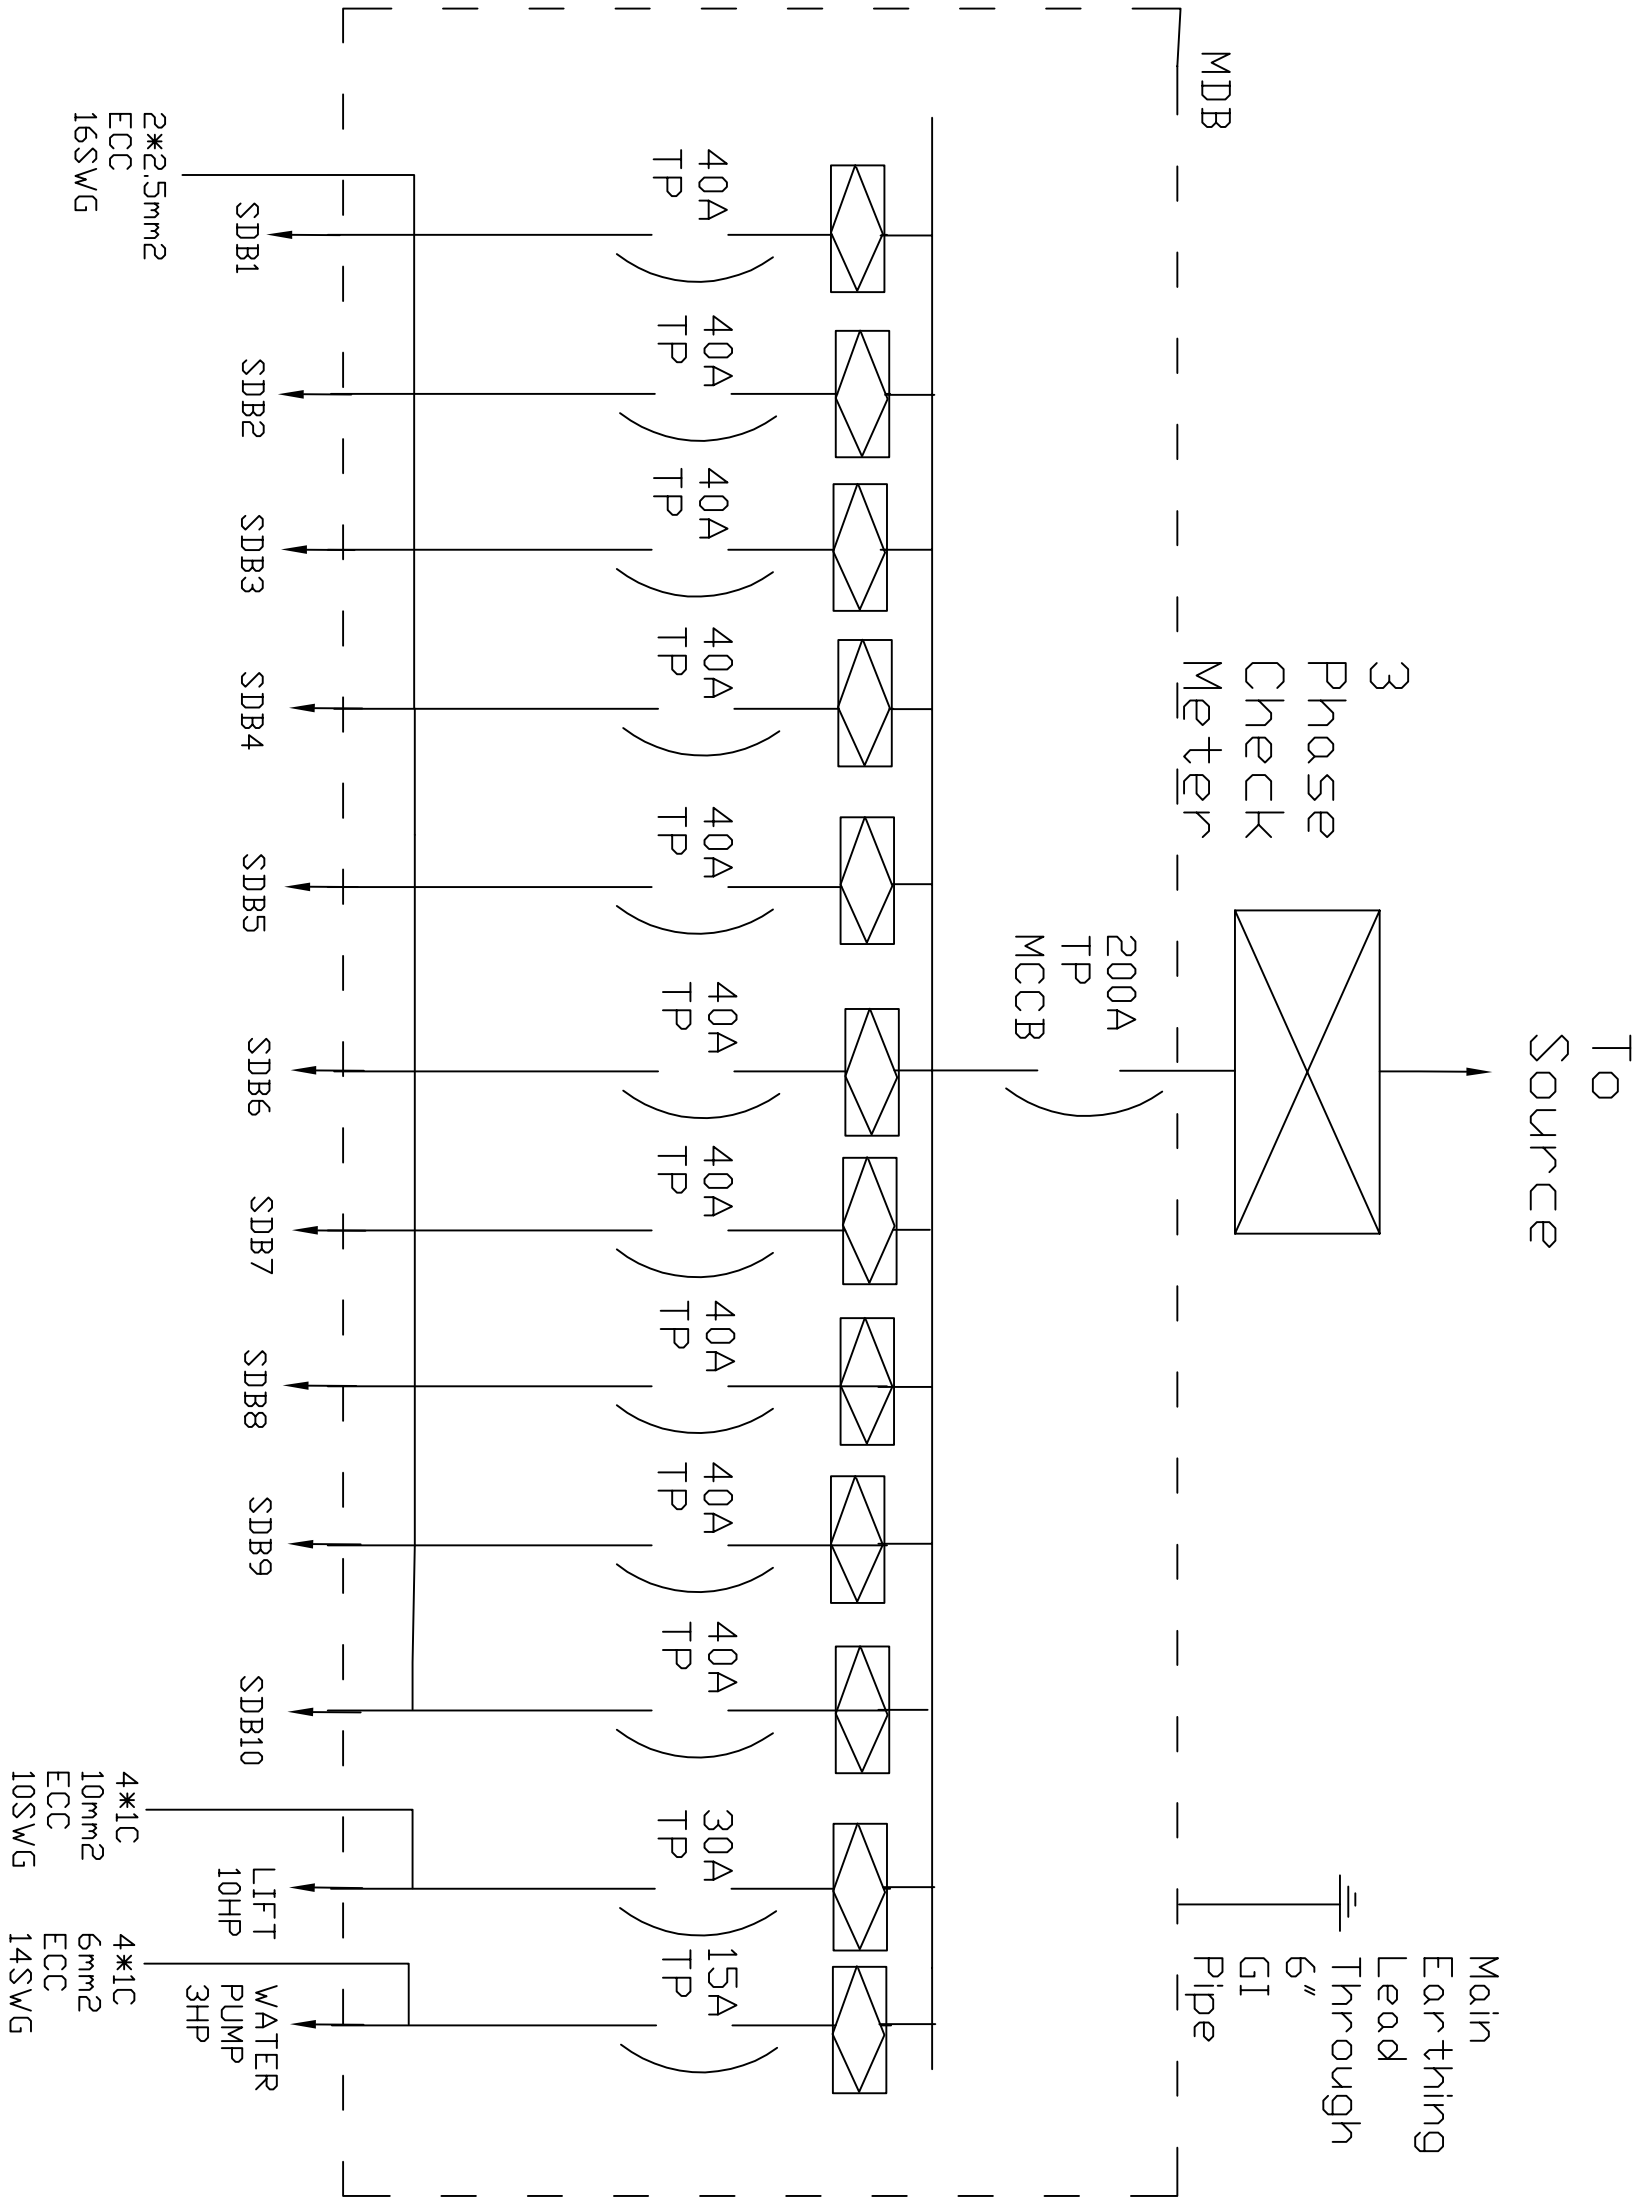 To
Source
3
Phase
Check
Meter
MDB
200A
TP
MCCB
Main
Earthing
Lead
Through
6"
GI
Pipe
40A
TP
40A
TP
40A
TP
40A
TP
40A
TP
40A
TP
40A
TP
40A
TP
40A
TP
40A
TP
30A
TP
15A
TP
2*2.5mm2
ECC
16SWG
SDB1
SDB2
SDB3
SDB4
SDB5
SDB6
SDB7
SDB8
SDB9
SDB10
4*1C
10mm2
ECC
10SWG
LIFT
10HP
4*1C
6mm2
ECC
14SWG
WATER
PUMP
3HP